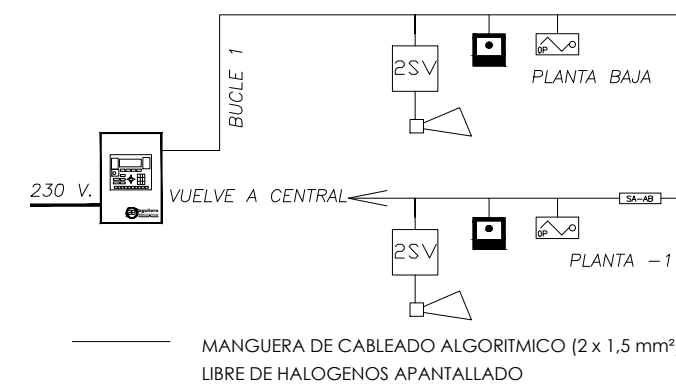 BUCLE 1
2SV
OP
PLANTA BAJA
230 V.
aguilera
VUELVE A CENTRAL
SA-AB
2SV
OP
PLANTA -1
MANGUERA DE CABLEADO ALGORITMICO (2 x 1,5 mm²
LIBRE DE HALOGENOS APANTALLADO